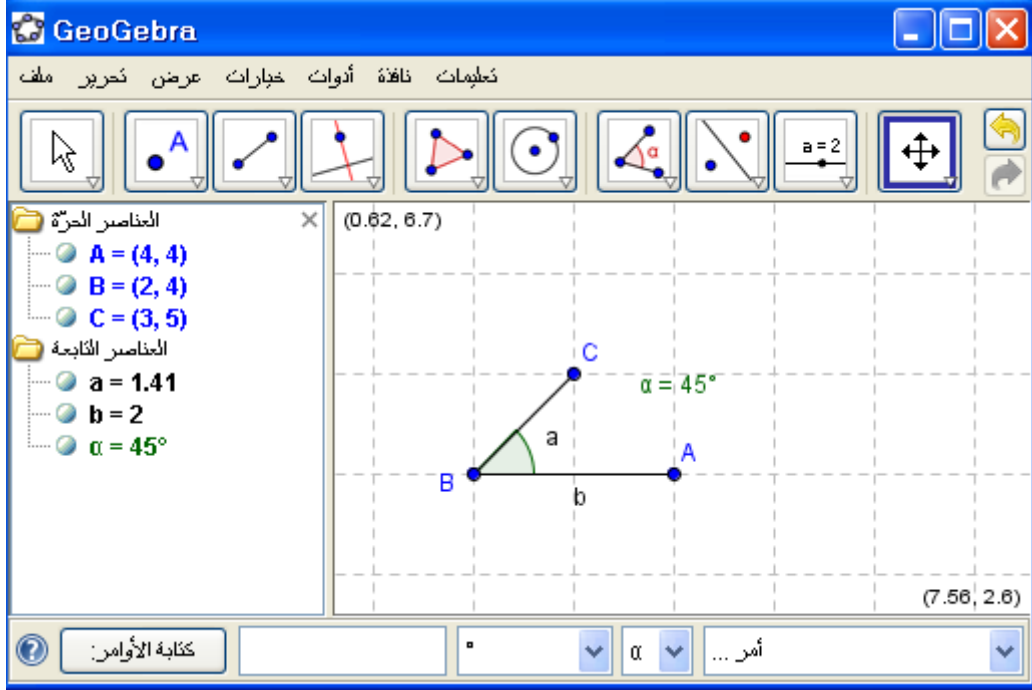 GeoGebra
ملف تحرير عرض خيارات أدوات نافذة تعليمات
A
α
a = 2
العناصر الحرّة
A = (4, 4)
B = (2, 4)
C = (3, 5)
العناصر التابعة
a = 1.41
b = 2
α = 45°
(0.62, 6.7)
C
α = 45°
a
A
B
b
(7.56, 2.6)
كتابة الأوامر:
°
α
أمر ...